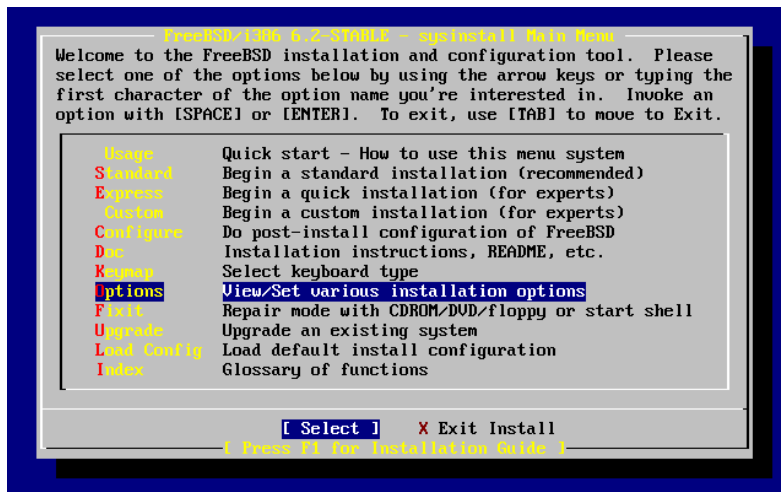 FreeBSD/i386 6.2-STABLE - sysinstall Main Menu
Welcome to the FreeBSD installation and configuration tool.  Please
select one of the options below by using the arrow keys or typing the
first character of the option name you're interested in.  Invoke an
option with [SPACE] or [ENTER].  To exit, use [TAB] to move to Exit.
Usage Quick start - How to use this menu system
Standard Begin a standard installation (recommended)
Express Begin a quick installation (for experts)
Custom Begin a custom installation (for experts)
Configure Do post-install configuration of FreeBSD
Doc Installation instructions, README, etc.
Keymap Select keyboard type
Options View/Set various installation options
Fixit Repair mode with CDROM/DVD/floppy or start shell
Upgrade Upgrade an existing system
Load Config Load default install configuration
Index Glossary of functions
[ Select ] X Exit Install
[ Press F1 for Installation Guide ]